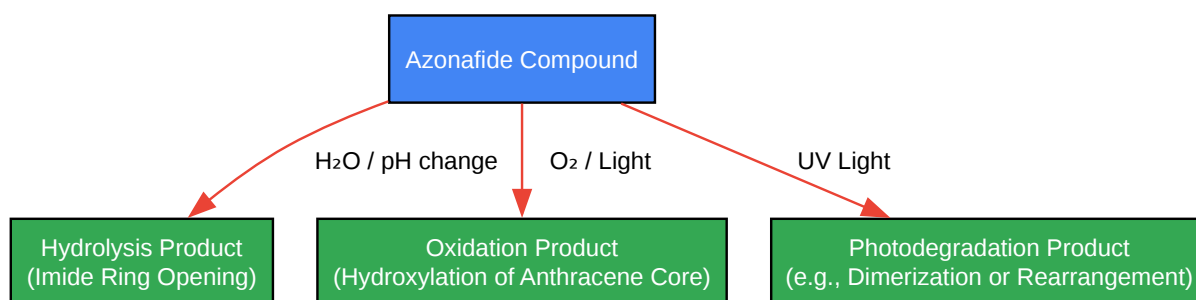 Azonafide Compound
H₂O / pH change
O₂ / Light
UV Light
Hydrolysis Product
(Imide Ring Opening)
Oxidation Product
(Hydroxylation of Anthracene Core)
Photodegradation Product
(e.g., Dimerization or Rearrangement)